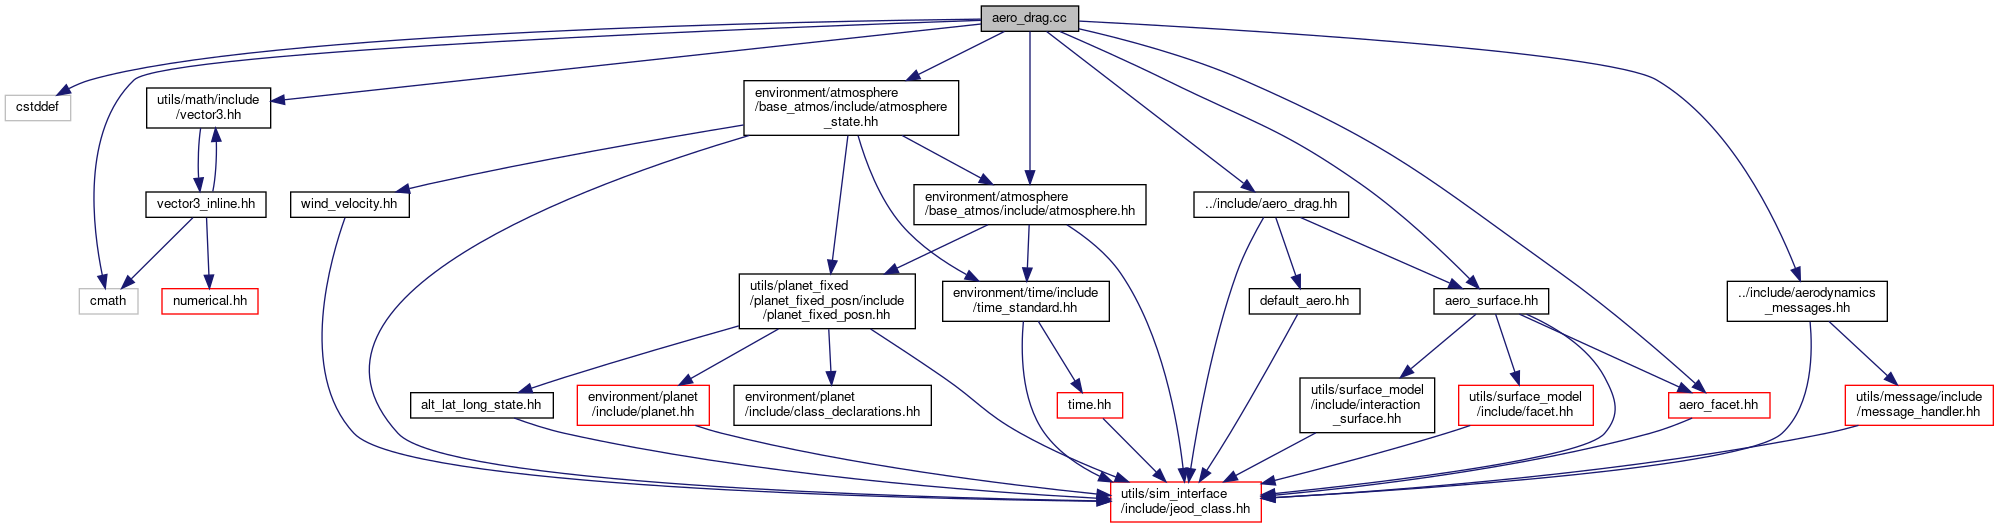 aero_drag.cc
cstddef
utils/math/include
/vector3.hh
environment/atmosphere
/base_atmos/include/atmosphere
_state.hh
vector3_inline.hh
wind_velocity.hh
environment/atmosphere
/base_atmos/include/atmosphere.hh
../include/aero_drag.hh
cmath
numerical.hh
utils/planet_fixed
/planet_fixed_posn/include
/planet_fixed_posn.hh
environment/time/include
/time_standard.hh
default_aero.hh
aero_surface.hh
../include/aerodynamics
_messages.hh
alt_lat_long_state.hh
environment/planet
/include/planet.hh
environment/planet
/include/class_declarations.hh
time.hh
utils/surface_model
/include/interaction
_surface.hh
utils/surface_model
/include/facet.hh
aero_facet.hh
utils/message/include
/message_handler.hh
utils/sim_interface
/include/jeod_class.hh